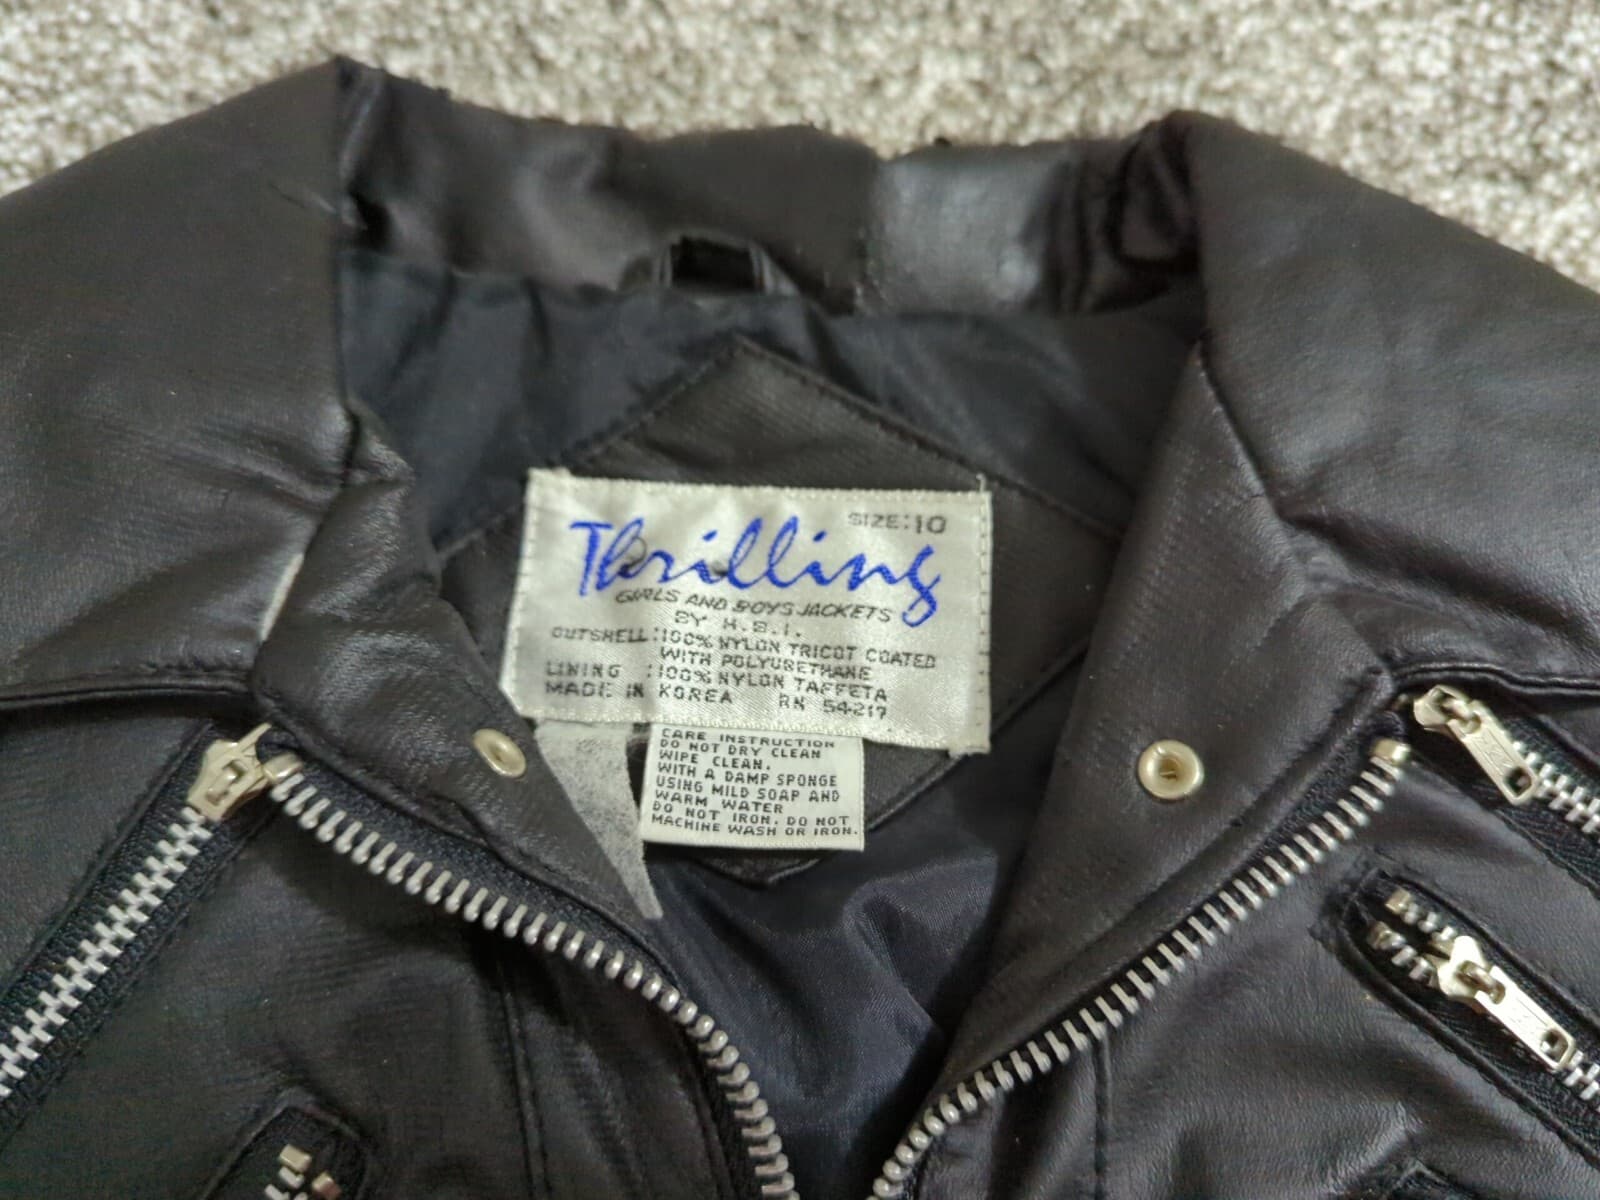 SIZE:10
Thrilling
GIRLS AND BOYS JACKETS
BY H.B.I.
OUTSHELL:100% NYLON TRICOT COATED
WITH POLYURETHANE
LINING :100% NYLON TAFFETA
MADE IN KOREA RN 54217
CARE INSTRUCTION
DO NOT DRY CLEAN
WIPE CLEAN.
WITH A DAMP SPONGE
USING MILD SOAP AND
WARM WATER
DO NOT IRON. DO NOT
MACHINE WASH OR IRON.